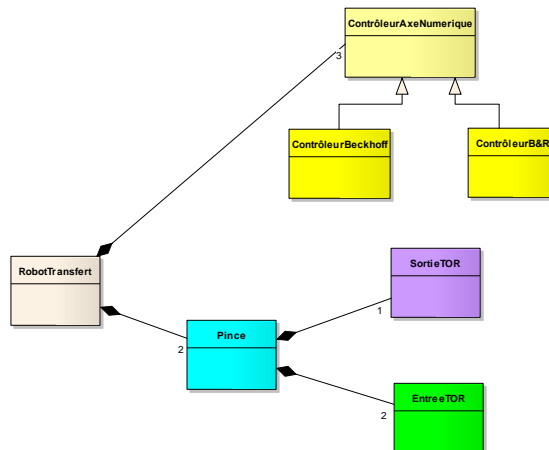 ContrôleurAxeNumerique
3
ContrôleurBeckhoff
ContrôleurB&R
RobotTransfert
SortieTOR
1
Pince
2
EntreeTOR
2